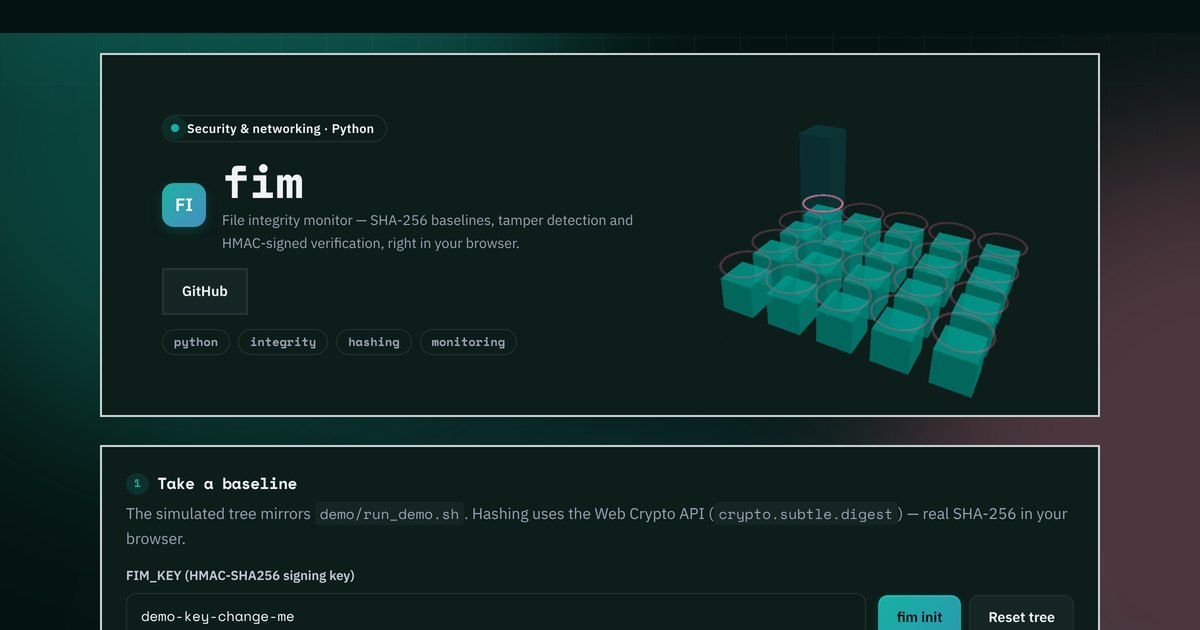 Security & networking · Python
FI
fim
File integrity monitor — SHA-256 baselines, tamper detection and
HMAC-signed verification, right in your browser.
GitHub
python integrity hashing monitoring
1 Take a baseline
The simulated tree mirrors demo/run_demo.sh. Hashing uses the Web Crypto API (crypto.subtle.digest) — real SHA-256 in your
browser.
FIM_KEY (HMAC-SHA256 signing key)
demo-key-change-me fim init Reset tree